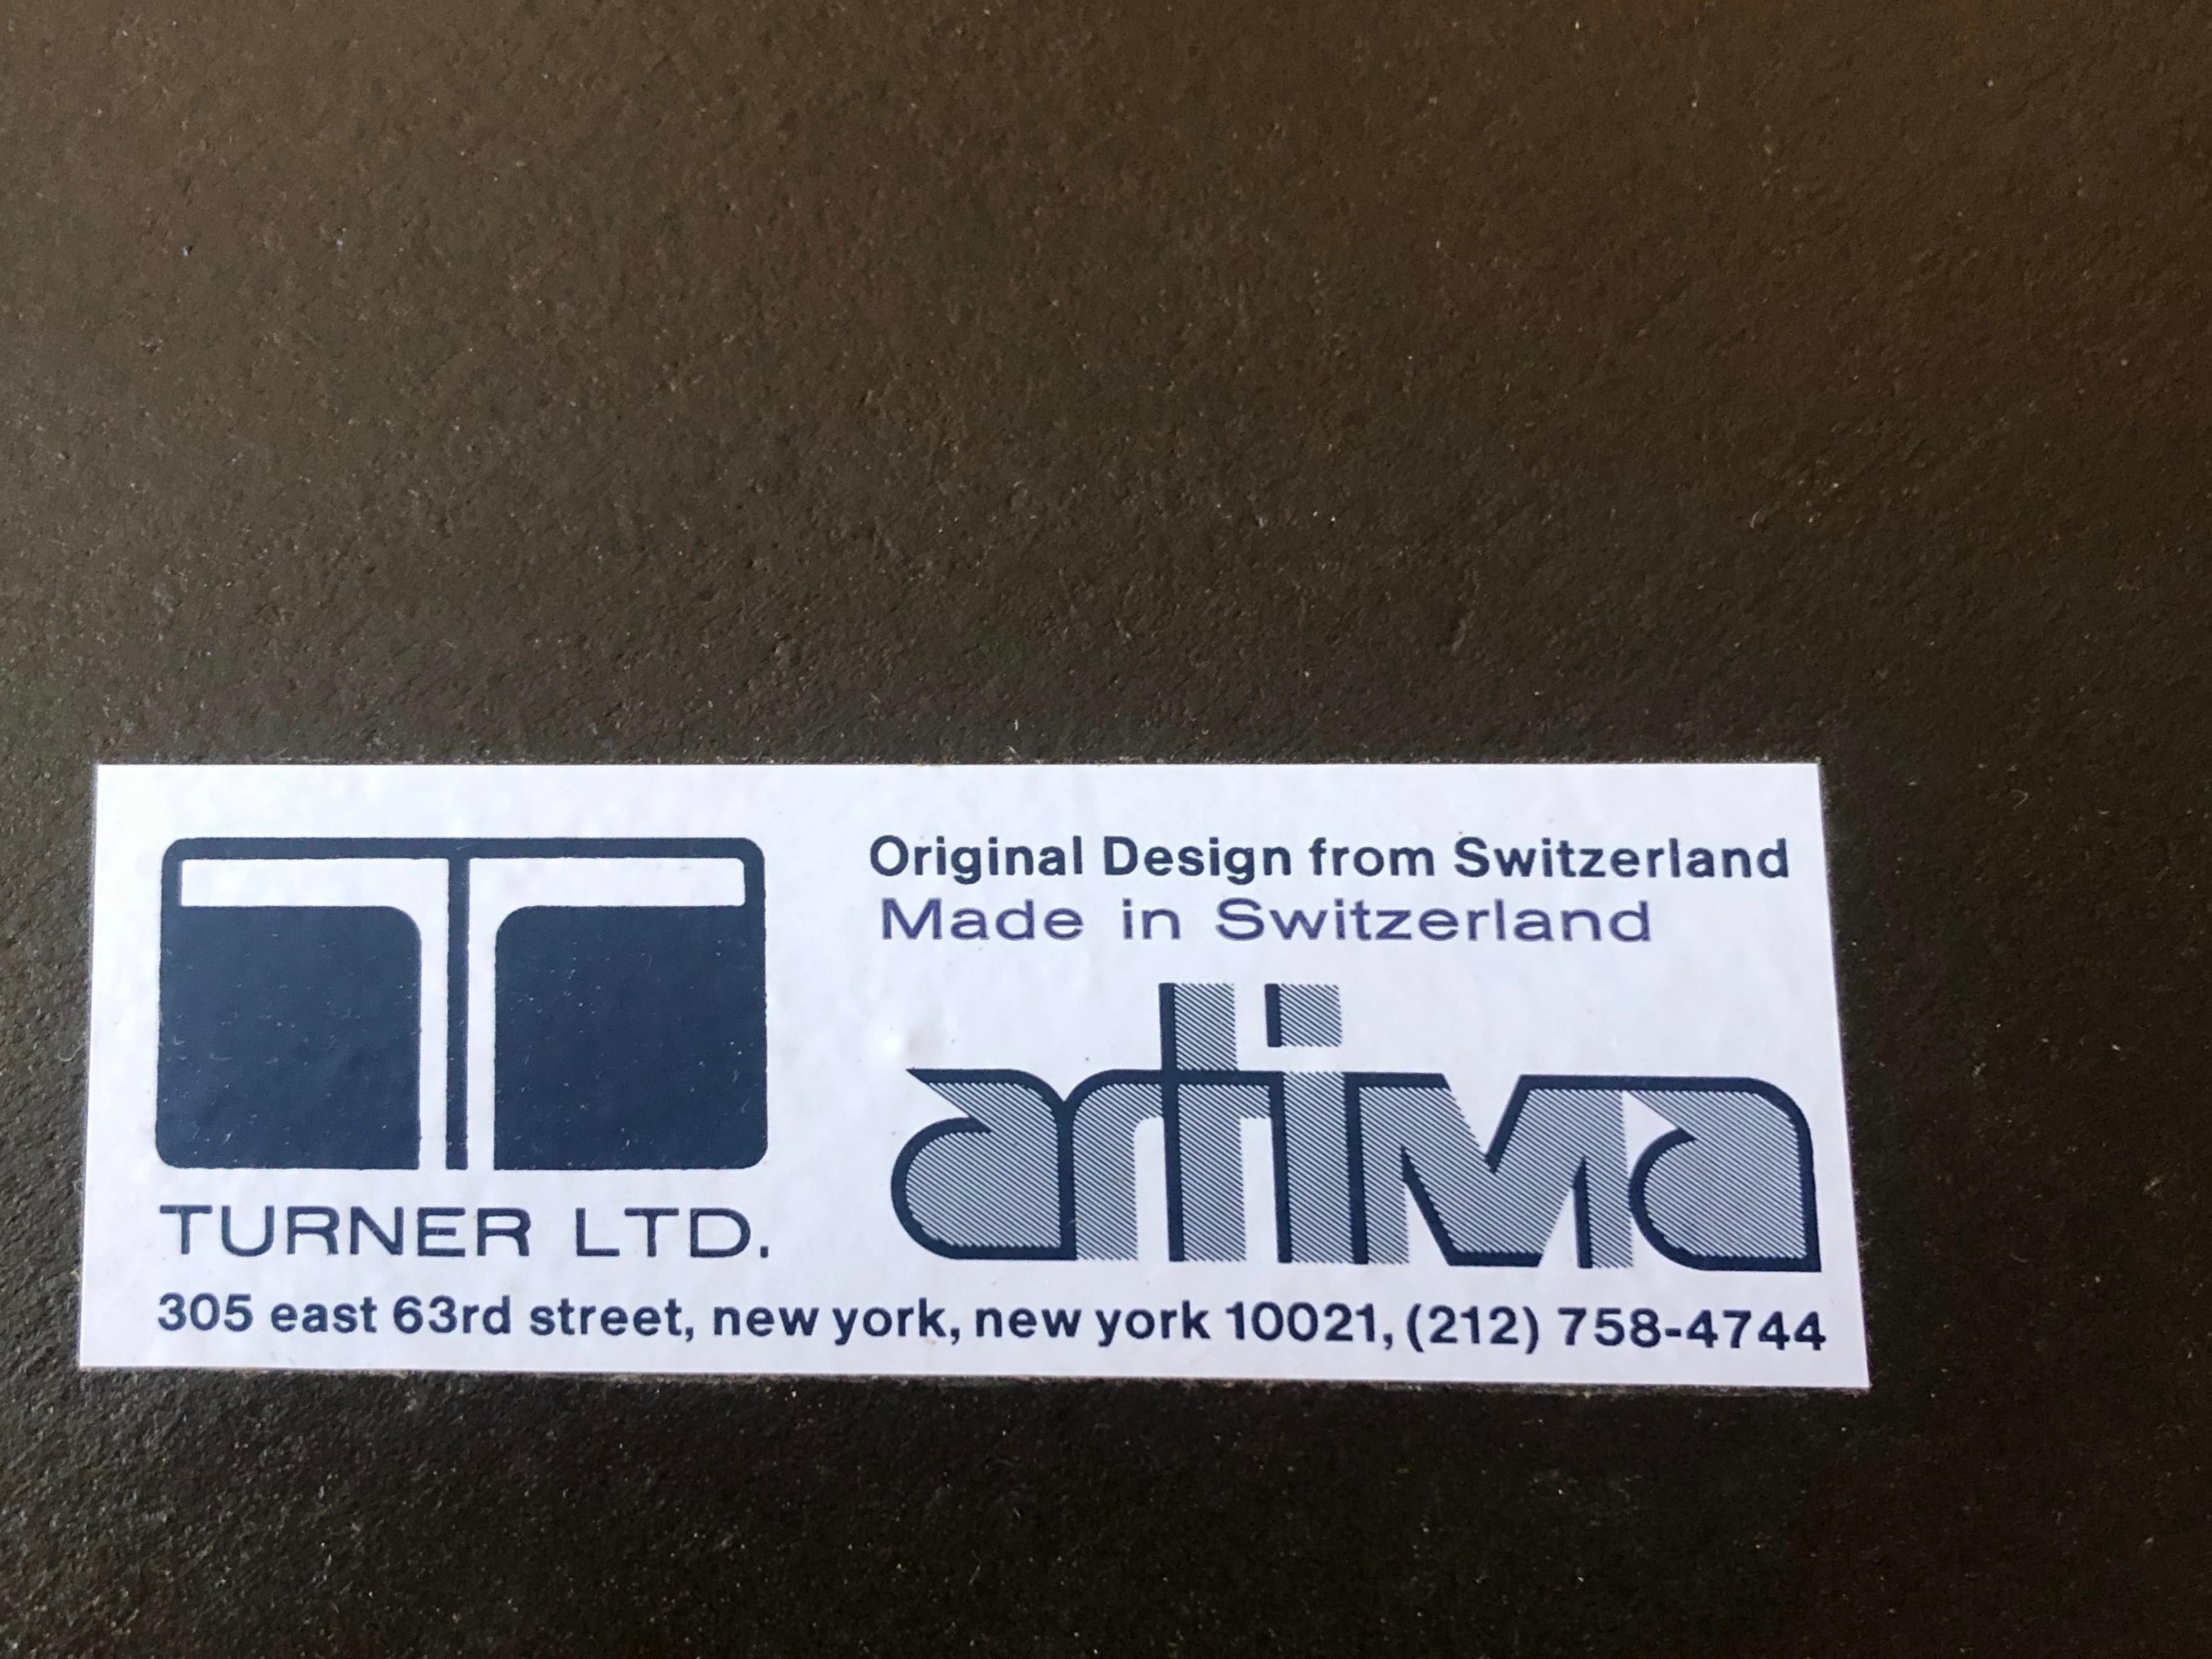 Original Design from Switzerland
Made in Switzerland
artima
TURNER LTD.
305 east 63rd street, new york, new york 10021, (212) 758-4744